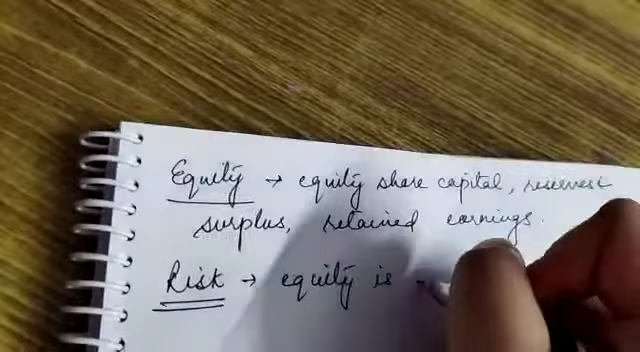 Equity → equity share capital, reserves &
surplus, retained earnings.
Risk → equity is